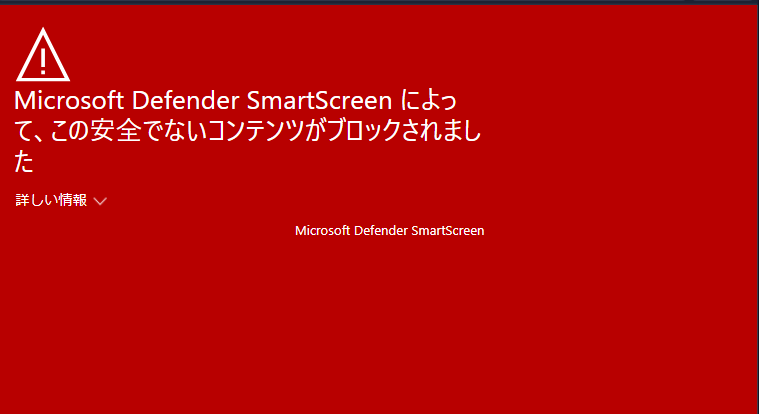 Microsoft Defender SmartScreen によっ
て、この安全でないコンテンツがブロックされまし
た
詳しい情報
Microsoft Defender SmartScreen